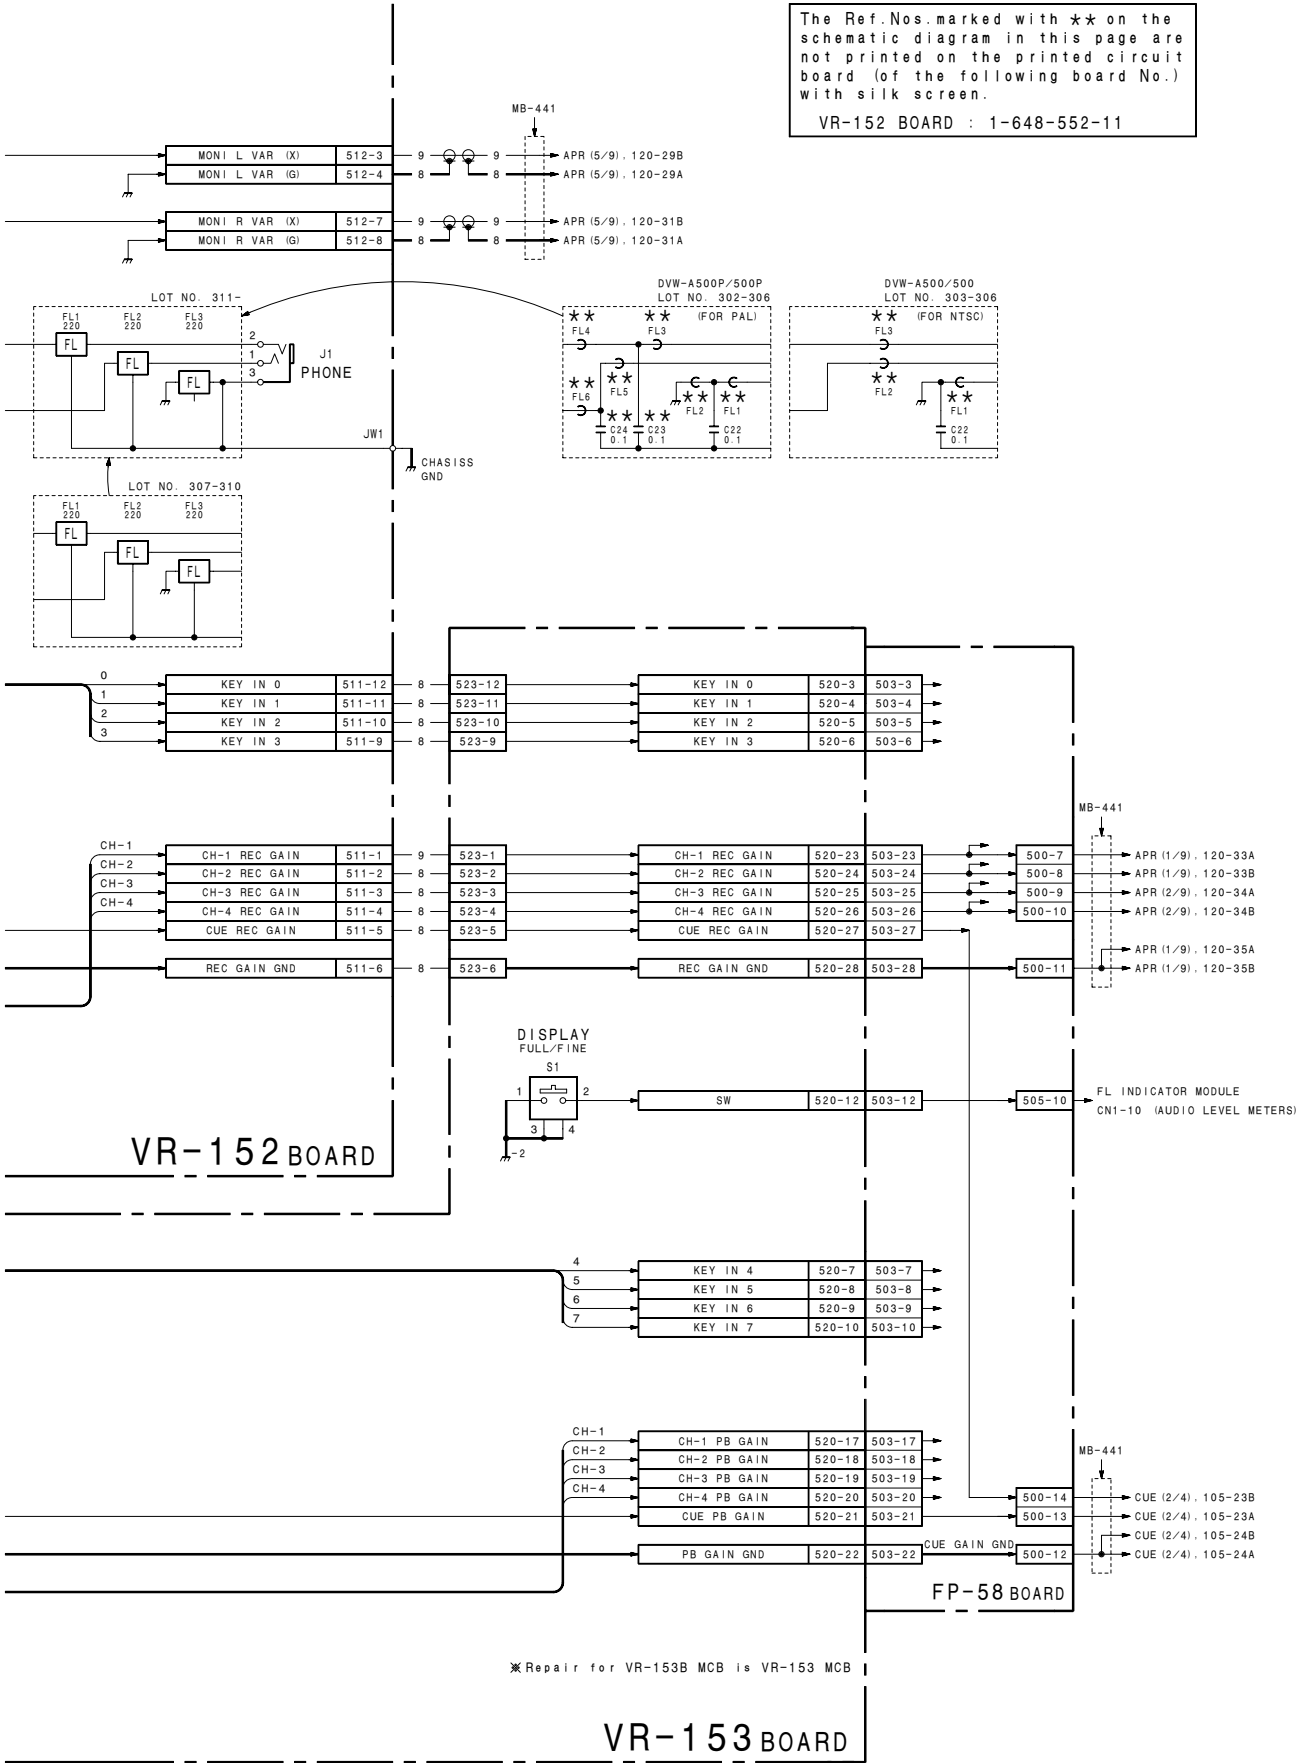 The Ref.Nos.marked with ** on the
schematic diagram in this page are
not printed on the printed circuit
board (of the following board No.)
with silk screen.
VR-152 BOARD : 1-648-552-11
MB-441
MONI L VAR (X) 512-3 9 9 APR(5/9), 120-29B
MONI L VAR (G) 512-4 8 8 APR(5/9), 120-29A
MONI R VAR (X) 512-7 9 9 APR(5/9), 120-31B
MONI R VAR (G) 512-8 8 8 APR(5/9), 120-31A
LOT NO. 311-
FL1 FL2 FL3
220 220 220
FL
FL
FL
2
1
3
J1
PHONE
JW1
CHASISS
GND
DVW-A500P/500P
LOT NO. 302-306
** ** (FOR PAL)
FL4 FL3
** **
FL6 FL5
** **
FL2 FL1
** **
C24 C23 C22
0.1 0.1 0.1
DVW-A500/500
LOT NO. 303-306
** (FOR NTSC)
FL3
**
FL2
**
FL1
C22
0.1
LOT NO. 307-310
FL1 FL2 FL3
220 220 220
FL
FL
FL
0 KEY IN 0 511-12 8 523-12 KEY IN 0 520-3 503-3
1 KEY IN 1 511-11 8 523-11 KEY IN 1 520-4 503-4
2 KEY IN 2 511-10 8 523-10 KEY IN 2 520-5 503-5
3 KEY IN 3 511-9 8 523-9 KEY IN 3 520-6 503-6
MB-441
CH-1 CH-1 REC GAIN 511-1 9 523-1 CH-1 REC GAIN 520-23 503-23 500-7 APR(1/9), 120-33A
CH-2 CH-2 REC GAIN 511-2 8 523-2 CH-2 REC GAIN 520-24 503-24 500-8 APR(1/9), 120-33B
CH-3 CH-3 REC GAIN 511-3 8 523-3 CH-3 REC GAIN 520-25 503-25 500-9 APR(2/9), 120-34A
CH-4 CH-4 REC GAIN 511-4 8 523-4 CH-4 REC GAIN 520-26 503-26 500-10 APR(2/9), 120-34B
CUE REC GAIN 511-5 8 523-5 CUE REC GAIN 520-27 503-27
APR(1/9), 120-35A
REC GAIN GND 511-6 8 523-6 REC GAIN GND 520-28 503-28 500-11 APR(1/9), 120-35B
DISPLAY
FULL/FINE
S1
1 2
3 4
-2
SW 520-12 503-12 505-10 FL INDICATOR MODULE
CN1-10 (AUDIO LEVEL METERS)
VR-152 BOARD
4 KEY IN 4 520-7 503-7
5 KEY IN 5 520-8 503-8
6 KEY IN 6 520-9 503-9
7 KEY IN 7 520-10 503-10
CH-1 CH-1 PB GAIN 520-17 503-17
CH-2 CH-2 PB GAIN 520-18 503-18
CH-3 CH-3 PB GAIN 520-19 503-19
MB-441
CH-4 CH-4 PB GAIN 520-20 503-20 500-14 CUE(2/4), 105-23B
CUE PB GAIN 520-21 503-21 500-13 CUE(2/4), 105-23A
CUE(2/4), 105-24B
PB GAIN GND 520-22 503-22 CUE GAIN GND 500-12 CUE(2/4), 105-24A
FP-58 BOARD
※Repair for VR-153B MCB is VR-153 MCB
VR-153 BOARD